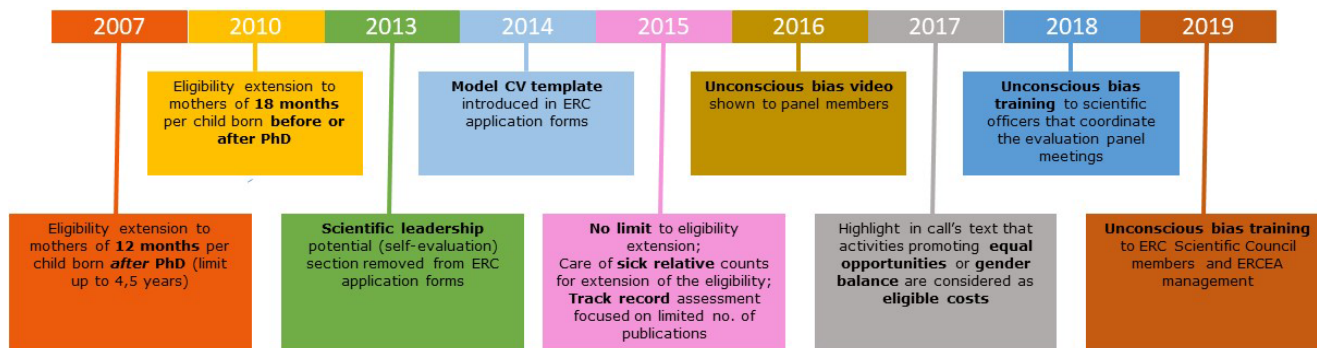 2007 2010 2013 2014 2015 2016 2017 2018 2019
Eligibility extension to
mothers of 18 months
per child born before or
after PhD
Model CV template
introduced in ERC
application forms
Unconscious bias video
shown to panel members
Unconscious bias
training to scientific
officers that coordinate
the evaluation panel
meetings
Eligibility extension to
mothers of 12 months per
child born after PhD (limit
up to 4,5 years)
Scientific leadership
potential (self-evaluation)
section removed from ERC
application forms
No limit to eligibility
extension;
Care of sick relative counts
for extension of the eligibility;
Track record assessment
focused on limited no. of
publications
Highlight in call's text that
activities promoting equal
opportunities or gender
balance are considered as
eligible costs
Unconscious bias training
to ERC Scientific Council
members and ERCEA
management